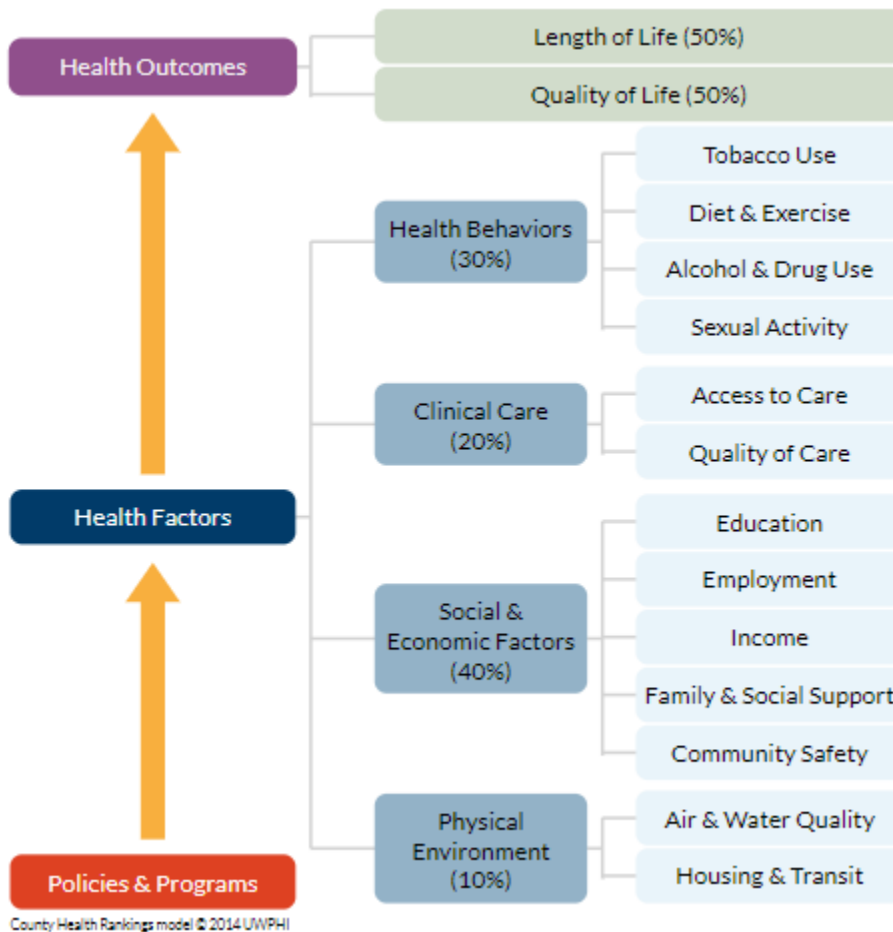 Health Outcomes
Length of Life (50%)
Quality of Life (50%)
Health Behaviors
(30%)
Tobacco Use
Diet & Exercise
Alcohol & Drug Use
Sexual Activity
Clinical Care
(20%)
Access to Care
Quality of Care
Health Factors
Social &
Economic Factors
(40%)
Education
Employment
Income
Family & Social Support
Community Safety
Physical
Environment
(10%)
Air & Water Quality
Housing & Transit
Policies & Programs
County Health Rankings model © 2014 UWPHI